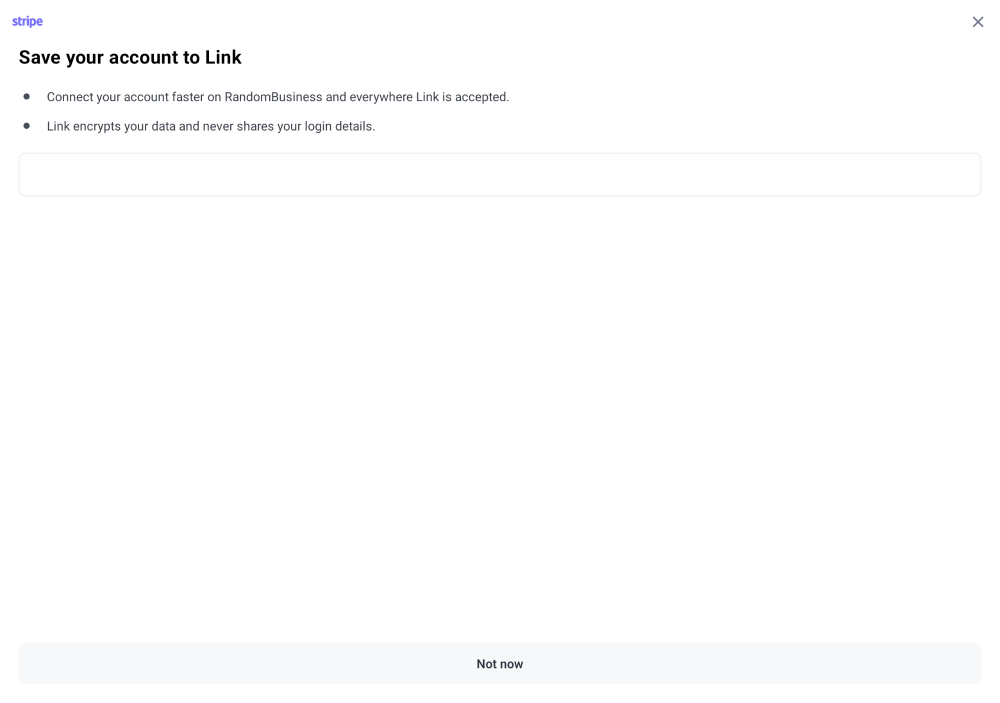 stripe
Save your account to Link
Connect your account faster on RandomBusiness and everywhere Link is accepted.
Link encrypts your data and never shares your login details.
Not now